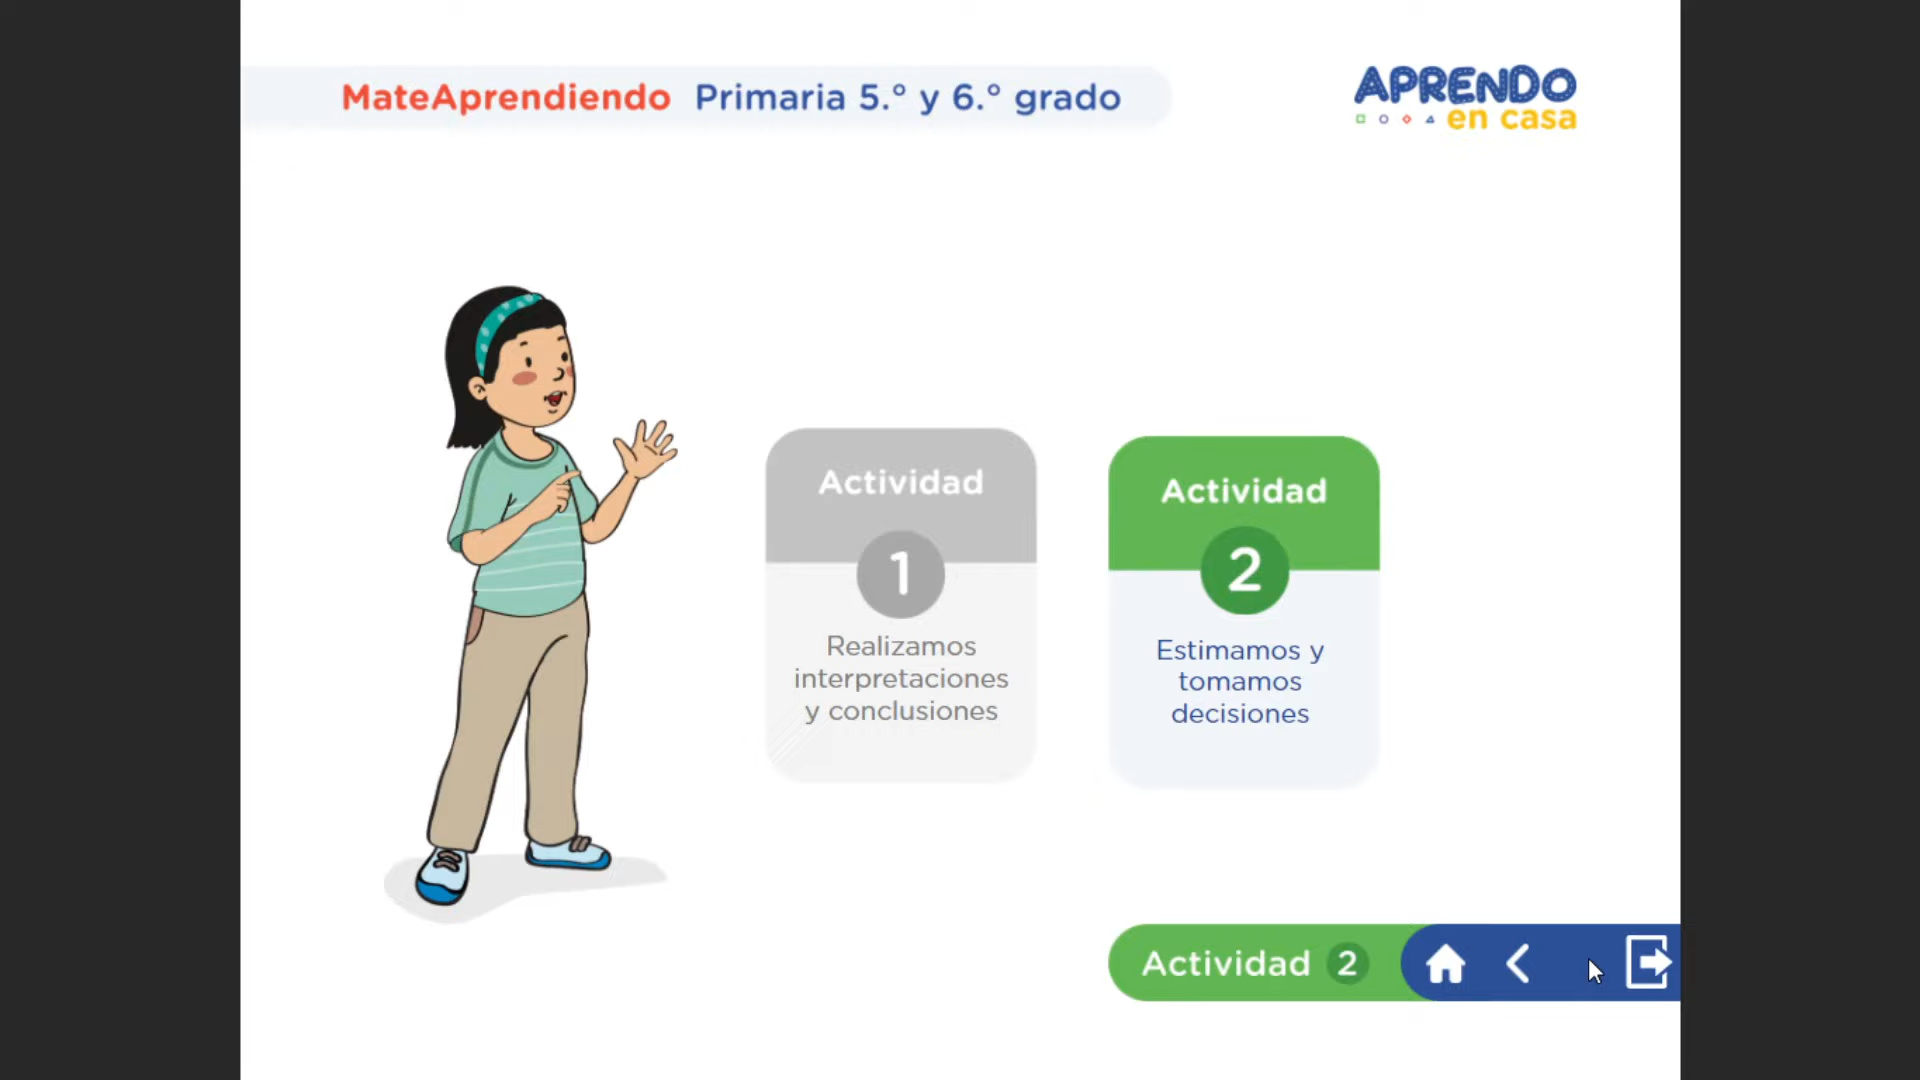 MateAprendiendo Primaria 5.° y 6.° grado
APRENDO
en casa
Actividad
1
Realizamos
interpretaciones
y conclusiones
Actividad
2
Estimamos y
tomamos
decisiones
Actividad 2